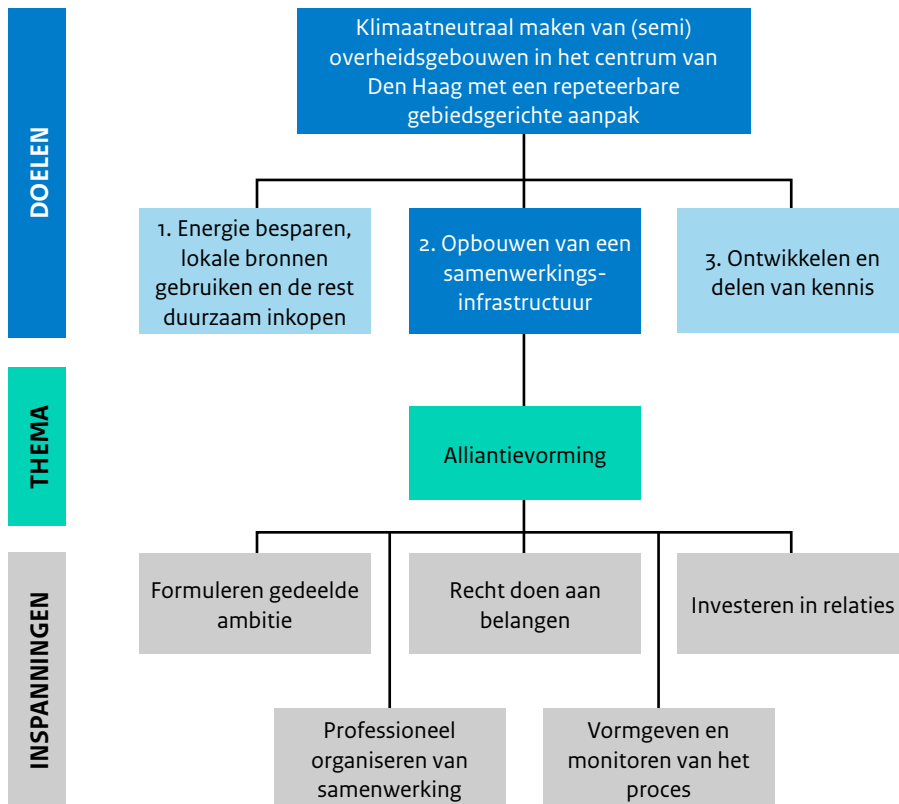 DOELEN
Klimaatneutraal maken van (semi)
overheidsgebouwen in het centrum van
Den Haag met een repeteerbare
gebiedsgerichte aanpak
1. Energie besparen,
lokale bronnen
gebruiken en de rest
duurzaam inkopen
2. Opbouwen van een
samenwerkings-
infrastructuur
3. Ontwikkelen en
delen van kennis
THEMA
Alliantievorming
INSPANNINGEN
Formuleren gedeelde
ambitie
Recht doen aan
belangen
Investeren in relaties
Professioneel
organiseren van
samenwerking
Vormgeven en
monitoren van het
proces